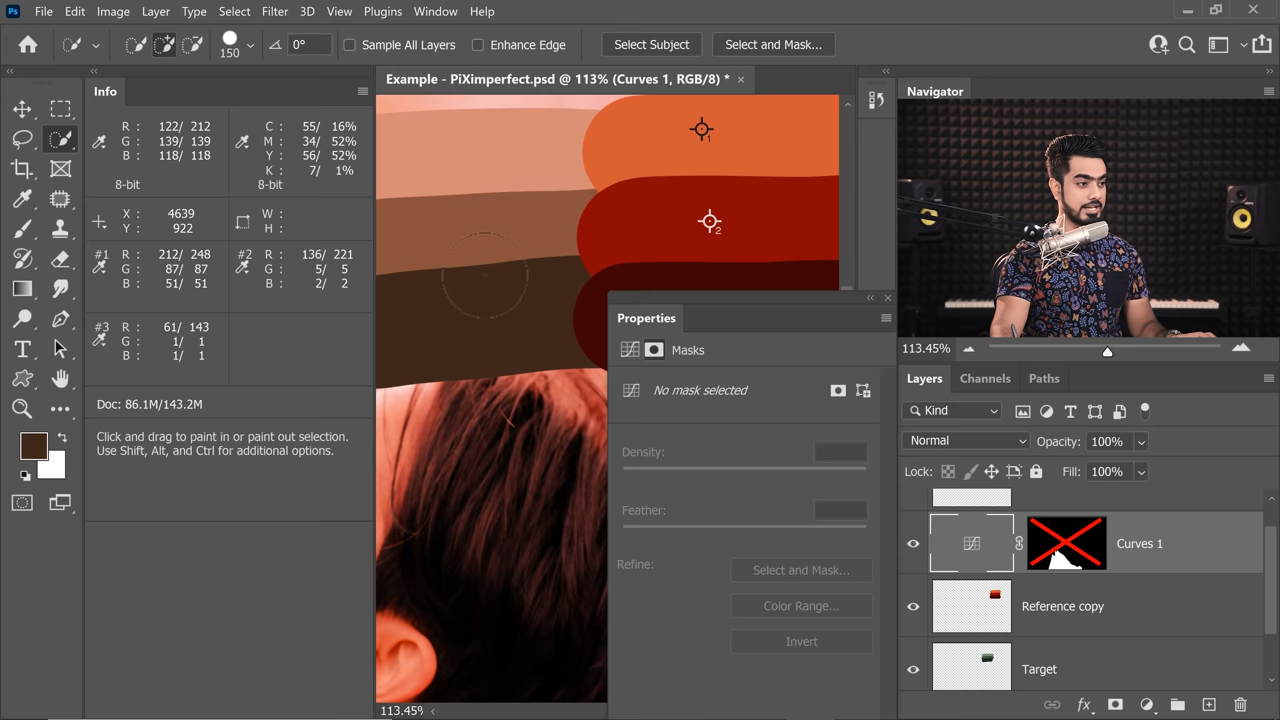 Ps File Edit Image Layer Type Select Filter 3D View Plugins Window Help
150 0° Sample All Layers Enhance Edge Select Subject Select and Mask...
Info
Example - PiXimperfect.psd @ 113% (Curves 1, RGB/8) * ×
Navigator
R : 122/ 212 C : 55/ 16%
G : 139/ 139 M : 34/ 52%
B : 118/ 118 Y : 56/ 52%
K : 7/ 1%
8-bit 8-bit
X : 4639 W :
Y : 922 H :
#1 R : 212/ 248 #2 R : 136/ 221
G : 87/ 87 G : 5/ 5
B : 51/ 51 B : 2/ 2
#3 R : 61/ 143
G : 1/ 1
B : 1/ 1
Doc: 86.1M/143.2M
Click and drag to paint in or paint out selection.
Use Shift, Alt, and Ctrl for additional options.
1
2
113.45%
Properties
Masks
No mask selected
Density:
Feather:
Refine: Select and Mask...
Color Range...
Invert
113.45%
Layers Channels Paths
Kind
Normal Opacity: 100%
Lock: Fill: 100%
Curves 1
Reference copy
Target
fx